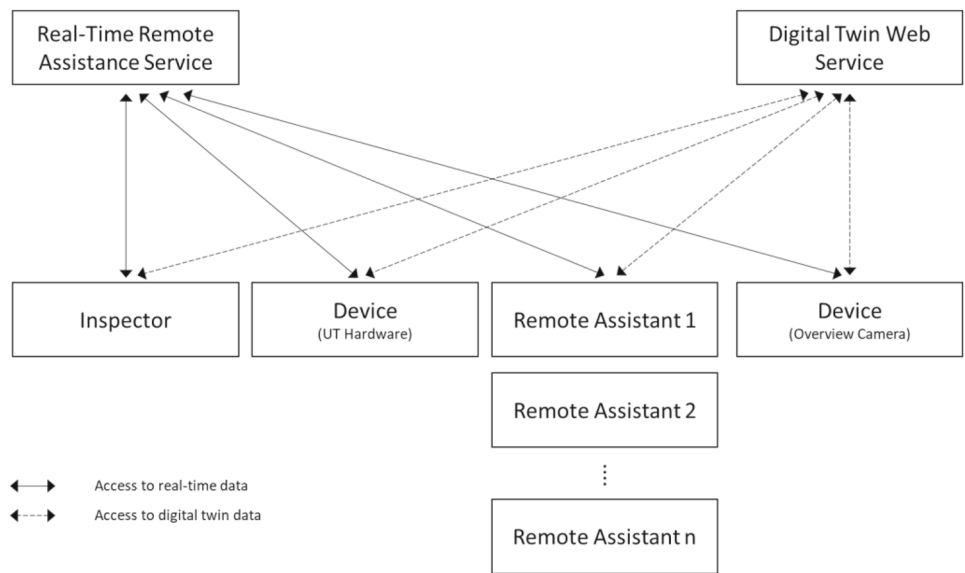 Real-Time Remote
Assistance Service
Digital Twin Web
Service
Inspector
Device
(UT Hardware)
Remote Assistant 1
Device
(Overview Camera)
Remote Assistant 2
Remote Assistant n
Access to real-time data
Access to digital twin data